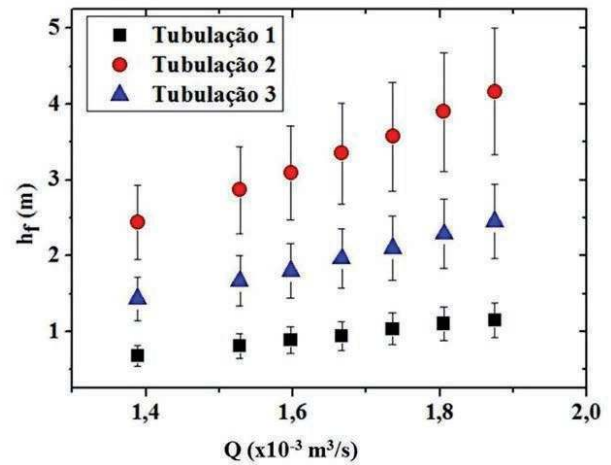 5
4
3
2
1
h_f (m)
Tubulação 1
Tubulação 2
Tubulação 3
1,4
1,6
1,8
2,0
Q (x10⁻³ m³/s)